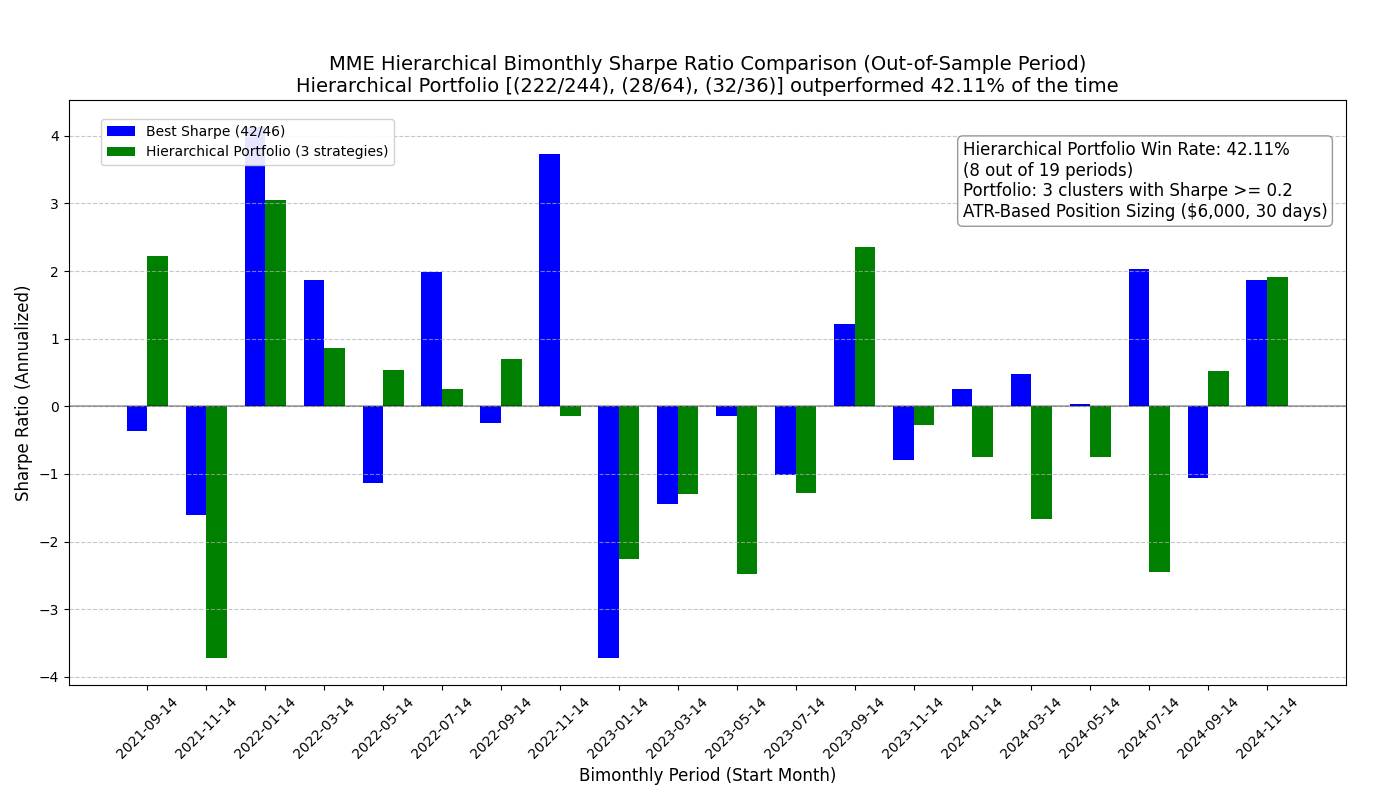 MME Hierarchical Bimonthly Sharpe Ratio Comparison (Out-of-Sample Period)
Hierarchical Portfolio [(222/244), (28/64), (32/36)] outperformed 42.11% of the time
Best Sharpe (42/46)
Hierarchical Portfolio (3 strategies)
Hierarchical Portfolio Win Rate: 42.11%
(8 out of 19 periods)
Portfolio: 3 clusters with Sharpe >= 0.2
ATR-Based Position Sizing ($6,000, 30 days)
Sharpe Ratio (Annualized)
4
3
2
1
0
−1
−2
−3
−4
2021-09-14
2021-11-14
2022-01-14
2022-03-14
2022-05-14
2022-07-14
2022-09-14
2022-11-14
2023-01-14
2023-03-14
2023-05-14
2023-07-14
2023-09-14
2023-11-14
2024-01-14
2024-03-14
2024-05-14
2024-07-14
2024-09-14
2024-11-14
Bimonthly Period (Start Month)